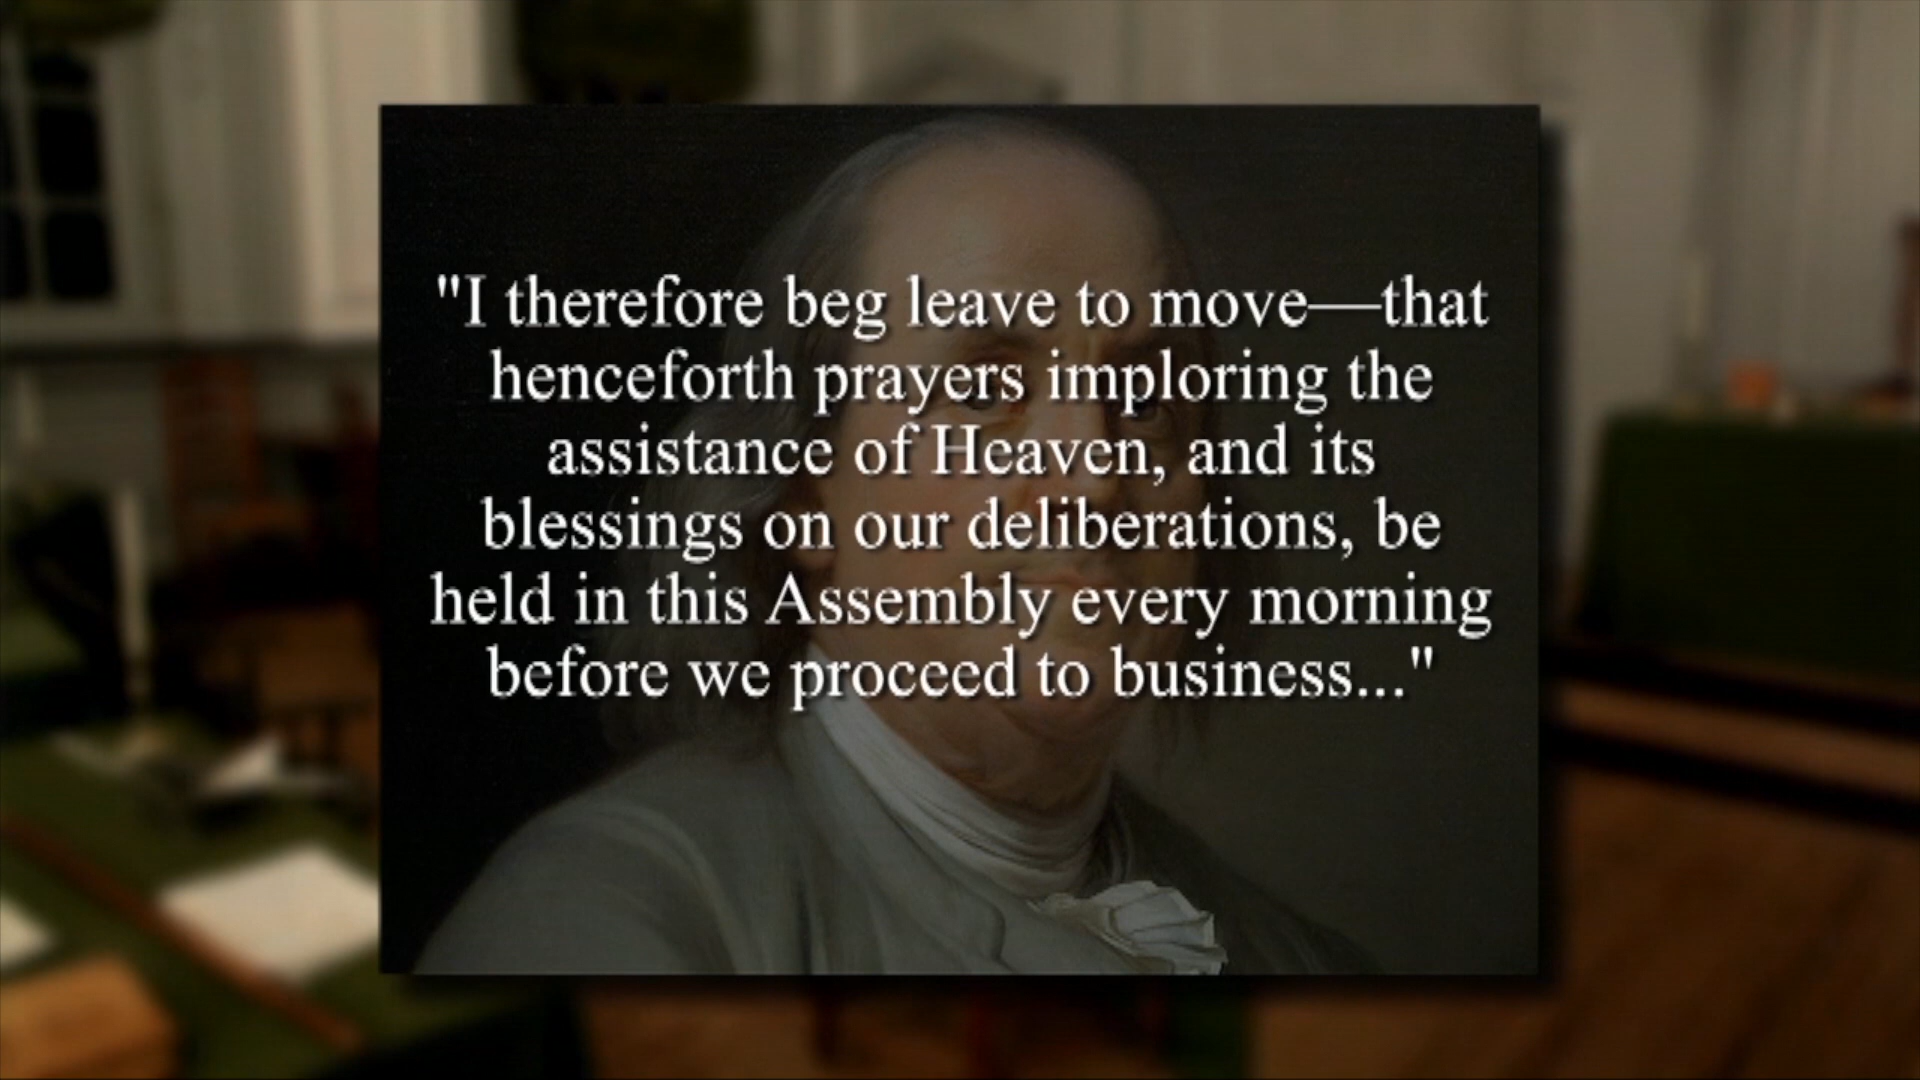 "I therefore beg leave to move—that
henceforth prayers imploring the
assistance of Heaven, and its
blessings on our deliberations, be
held in this Assembly every morning
before we proceed to business..."